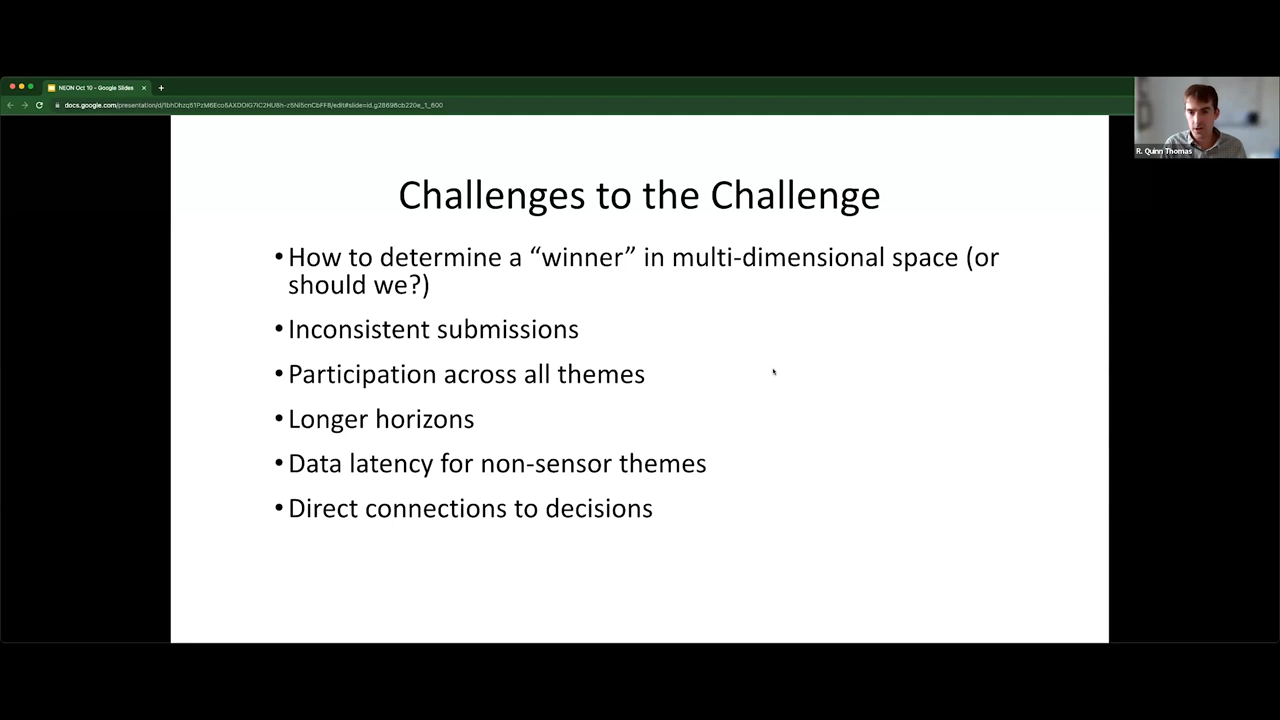 NEON Oct 10 - Google Slides
R. Quinn Thomas
Challenges to the Challenge
•How to determine a “winner” in multi-dimensional space (or
should we?)
•Inconsistent submissions
•Participation across all themes
•Longer horizons
•Data latency for non-sensor themes
•Direct connections to decisions